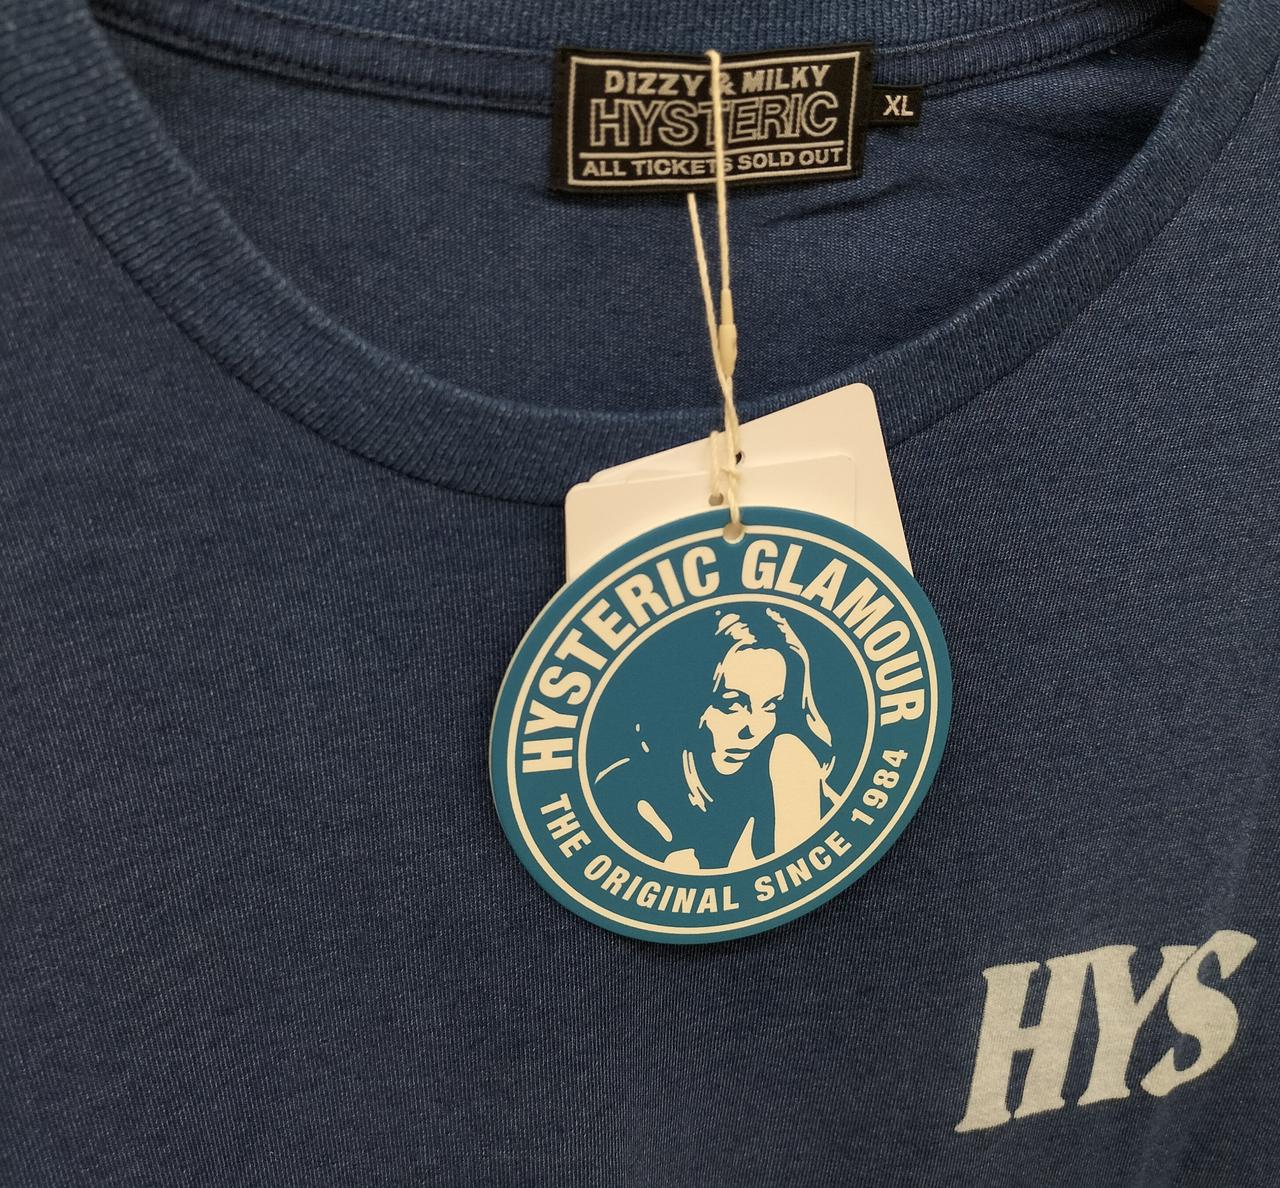 DIZZY & MILKY
HYSTERIC
ALL TICKETS SOLD OUT
XL
HYSTERIC GLAMOUR
THE ORIGINAL SINCE 1984
HYS